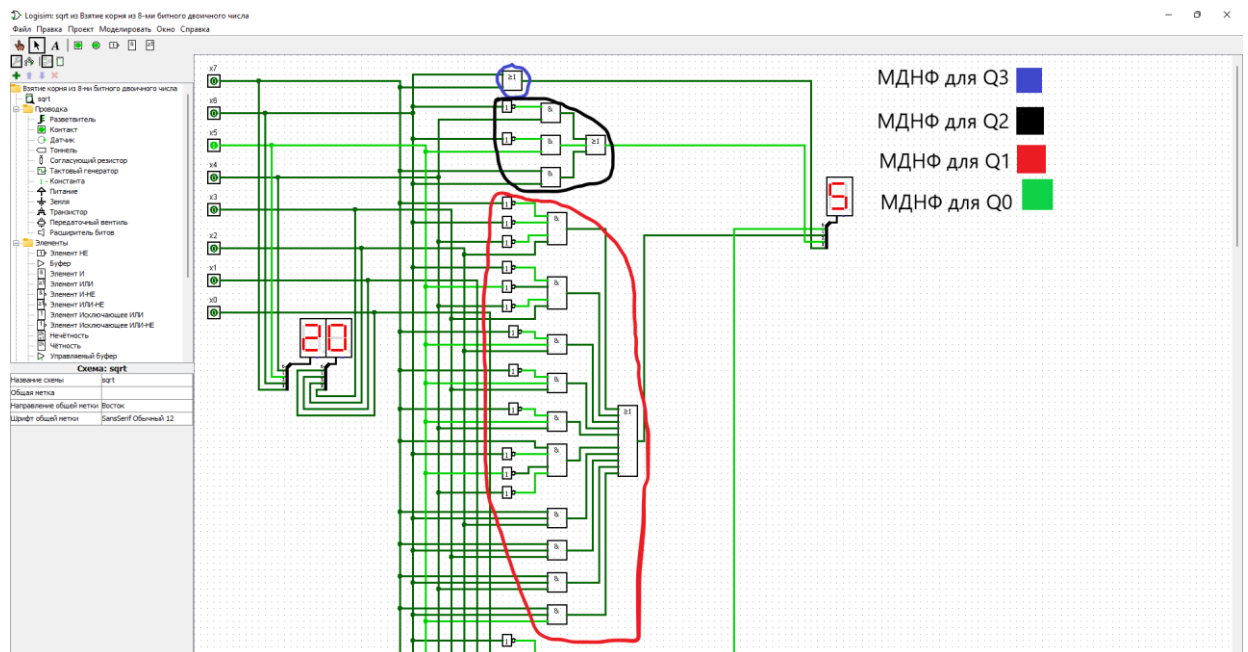 Logisim: sqrt из Взятие корня из 8-ми битного двоичного числа
Файл Правка Проект Моделировать Окно Справка
Взятие корня из 8-ми битного двоичного числа
sqrt
Проводка
Разветвитель
Контакт
Датчик
Тоннель
Согласующий резистор
Тактовый генератор
Константа
Питание
Земля
Транзистор
Передаточный вентиль
Расширитель битов
Элементы
Элемент НЕ
Буфер
Элемент И
Элемент ИЛИ
Элемент И-НЕ
Элемент ИЛИ-НЕ
Элемент Исключающее ИЛИ
Элемент Исключающее ИЛИ-НЕ
Нечётность
Чётность
Управляемый буфер
Схема: sqrt
Название схемы sqrt
Общая метка
Направление общей метки Восток
Шрифт общей метки SansSerif Обычный 12
x7
x6
x5
x4
x3
x2
x1
x0
20
5
МДНФ для Q3
МДНФ для Q2
МДНФ для Q1
МДНФ для Q0